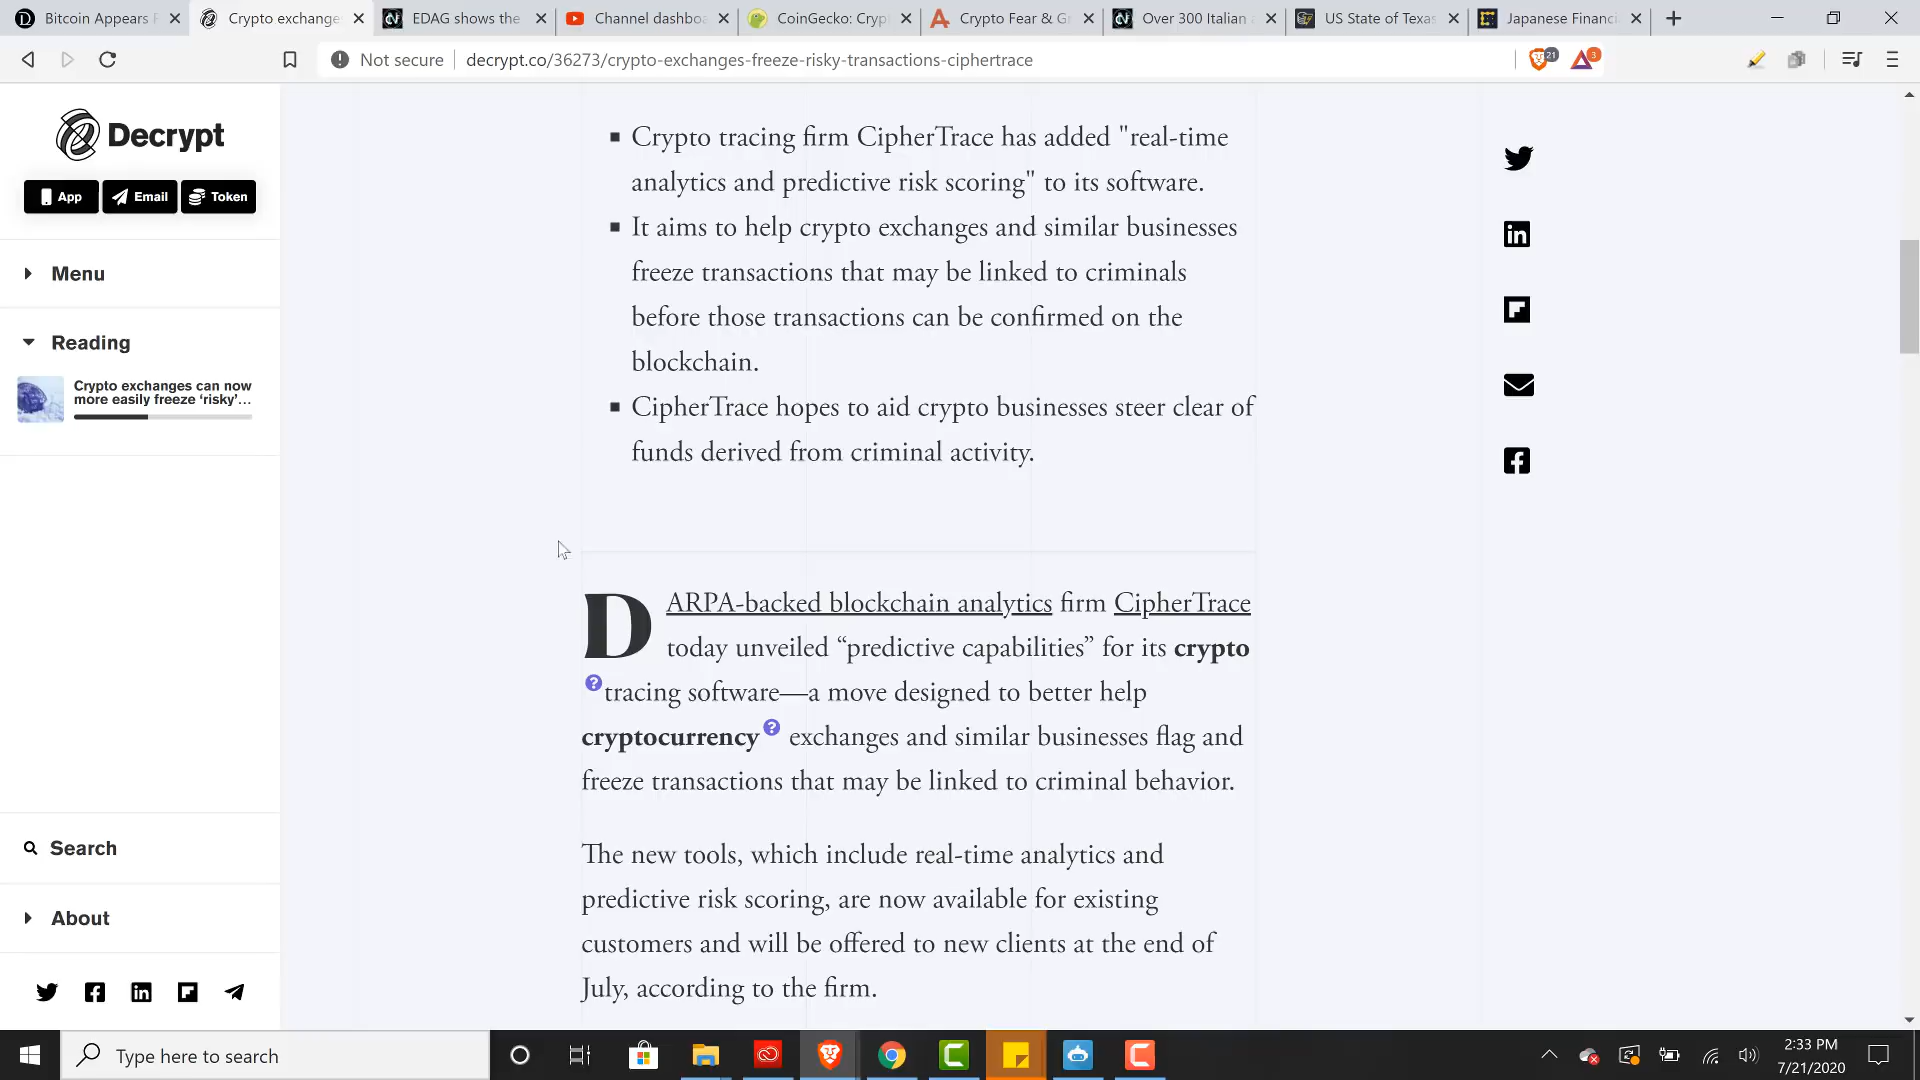 Bitcoin Appears
Crypto exchange
EDAG shows the
Channel dashboa
CoinGecko: Cryp
Crypto Fear & G
Over 300 Italian
US State of Texas
Japanese Financi
Not secure
decrypt.co/36273/crypto-exchanges-freeze-risky-transactions-ciphertrace
21
3
Decrypt
App
Email
Token
Menu
Reading
Crypto exchanges can now
more easily freeze ‘risky’...
Search
About
▪ Crypto tracing firm CipherTrace has added "real-time
analytics and predictive risk scoring" to its software.
▪ It aims to help crypto exchanges and similar businesses
freeze transactions that may be linked to criminals
before those transactions can be confirmed on the
blockchain.
▪ CipherTrace hopes to aid crypto businesses steer clear of
funds derived from criminal activity.
DARPA-backed blockchain analytics firm CipherTrace
today unveiled “predictive capabilities” for its crypto
? tracing software—a move designed to better help
cryptocurrency ? exchanges and similar businesses flag and
freeze transactions that may be linked to criminal behavior.
The new tools, which include real-time analytics and
predictive risk scoring, are now available for existing
customers and will be offered to new clients at the end of
July, according to the firm.
Type here to search
2:33 PM
7/21/2020